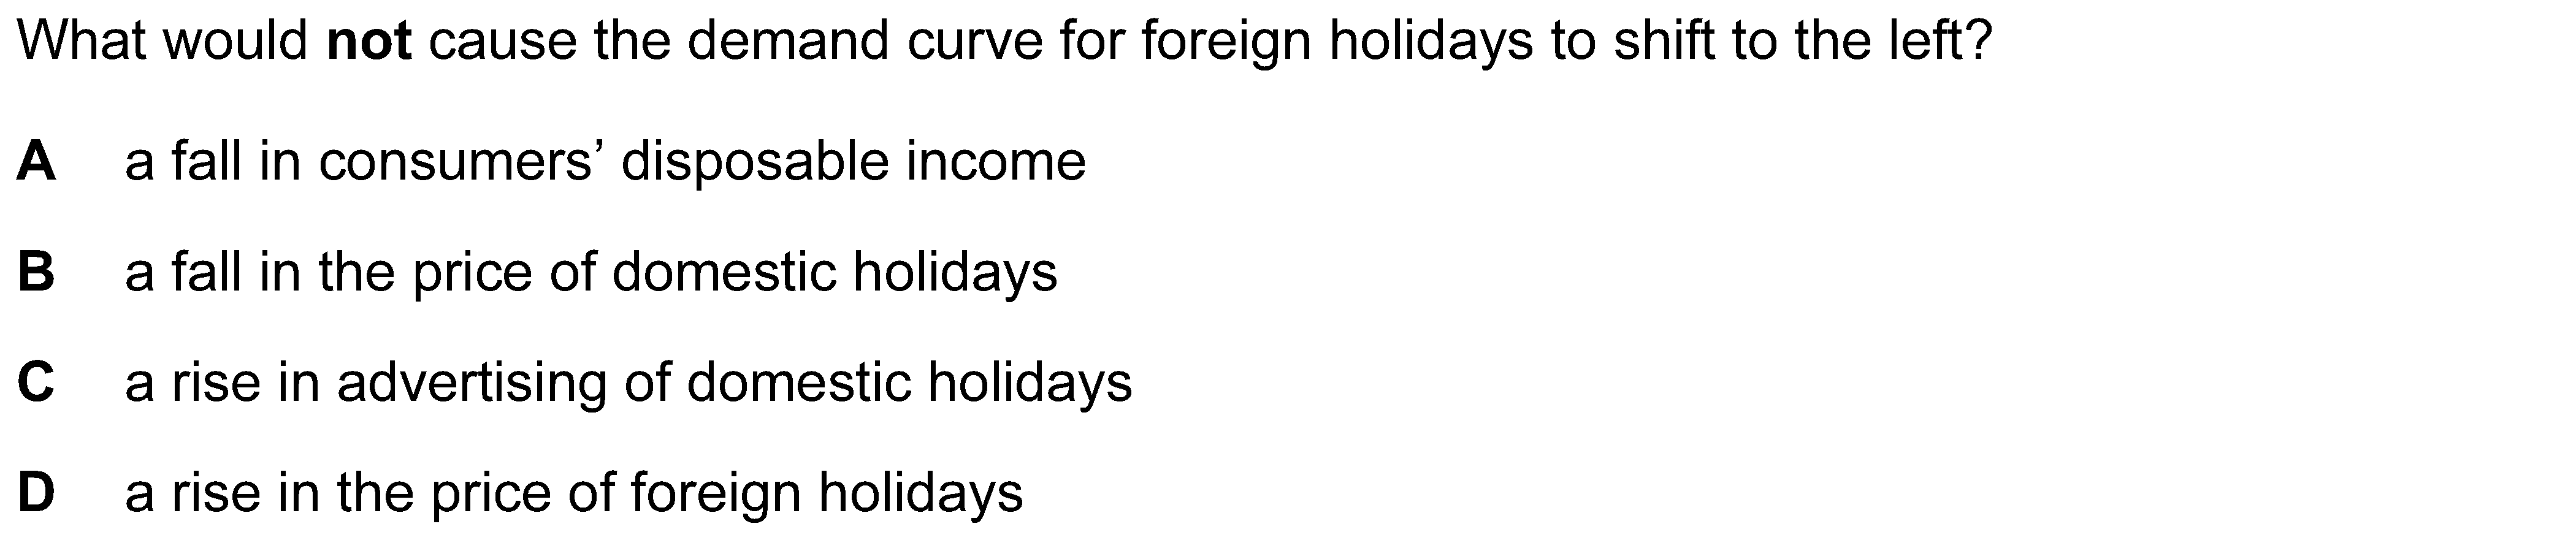 What would not cause the demand curve for foreign holidays to shift to the left?
A a fall in consumers’ disposable income
B a fall in the price of domestic holidays
C a rise in advertising of domestic holidays
D a rise in the price of foreign holidays